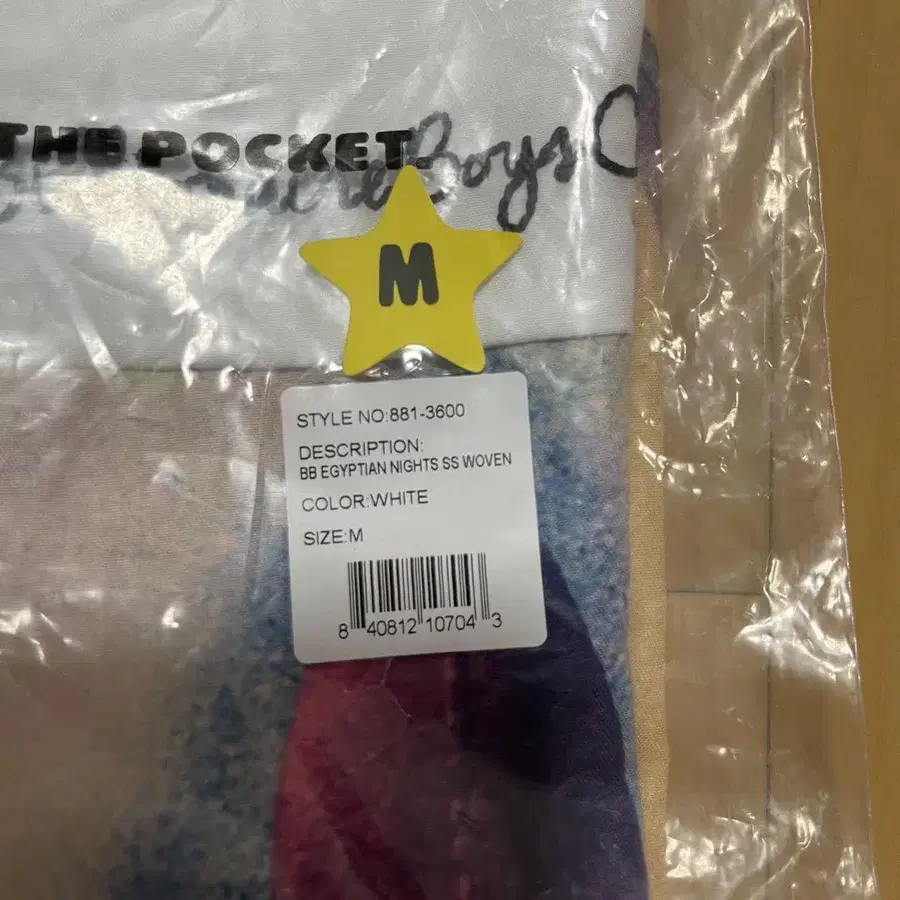 THE POCKET.
Boys C
M
STYLE NO:881-3600
DESCRIPTION:
BB EGYPTIAN NIGHTS SS WOVEN
COLOR:WHITE
SIZE:M
8 40812 10704 3